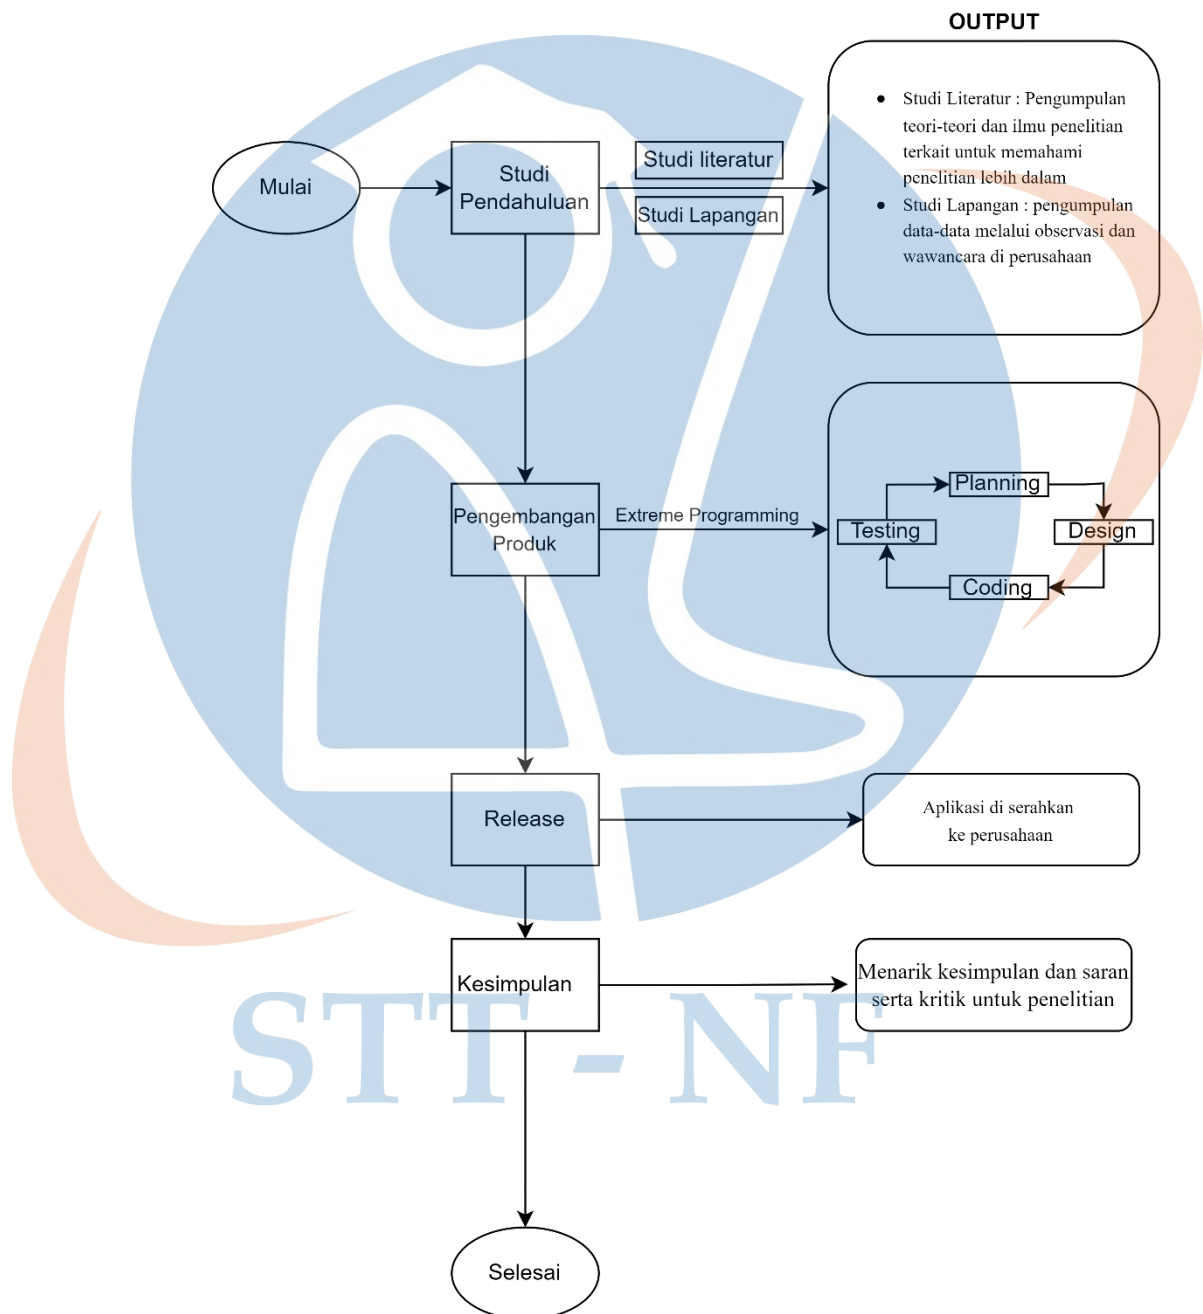 OUTPUT
Mulai
Studi
Pendahuluan
Studi literatur
Studi Lapangan
● Studi Literatur : Pengumpulan
teori-teori dan ilmu penelitian
terkait untuk memahami
penelitian lebih dalam
● Studi Lapangan : pengumpulan
data-data melalui observasi dan
wawancara di perusahaan
Pengembangan
Produk
Extreme Programming
Planning
Testing
Design
Coding
Release
Aplikasi di serahkan
ke perusahaan
Kesimpulan
Menarik kesimpulan dan saran
serta kritik untuk penelitian
STT - NF
Selesai